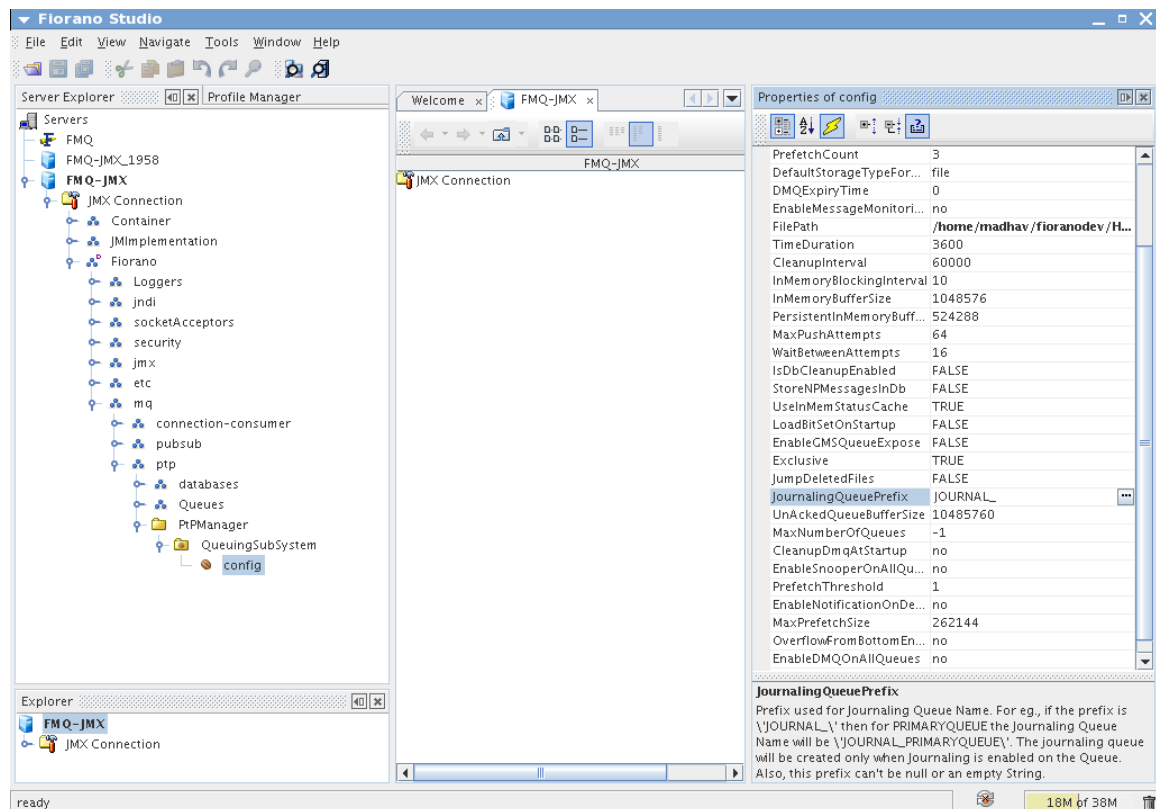 Fiorano Studio
File Edit View Navigate Tools Window Help
Server Explorer Profile Manager
Servers
FMQ
FMQ-JMX_1958
FMQ-JMX
JMX Connection
Container
JMImplementation
Fiorano
Loggers
jndi
socketAcceptors
security
jmx
etc
mq
connection-consumer
pubsub
ptp
databases
Queues
PtPManager
QueuingSubSystem
config
Explorer
FMQ-JMX
JMX Connection
Welcome x FMQ-JMX x
FMQ-JMX
JMX Connection
Properties of config
PrefetchCount 3
DefaultStorageTypeFor... file
DMQExpiryTime 0
EnableMessageMonitori... no
FilePath /home/madhav/fioranodev/H...
TimeDuration 3600
CleanupInterval 60000
InMemoryBlockingInterval 10
InMemoryBufferSize 1048576
PersistentInMemoryBuff... 524288
MaxPushAttempts 64
WaitBetweenAttempts 16
IsDbCleanupEnabled FALSE
StoreNPMessagesInDb FALSE
UseInMemStatusCache TRUE
LoadBitSetOnStartup FALSE
EnableGMSQueueExpose FALSE
Exclusive TRUE
JumpDeletedFiles FALSE
JournalingQueuePrefix JOURNAL_ ...
UnAckedQueueBufferSize 10485760
MaxNumberOfQueues -1
CleanupDmqAtStartup no
EnableSnooperOnAllQu... no
PrefetchThreshold 1
EnableNotificationOnDe... no
MaxPrefetchSize 262144
OverflowFromBottomEn... no
EnableDMQOnAllQueues no
JournalingQueuePrefix
Prefix used for Journaling Queue Name. For eg., if the prefix is
\'JOURNAL_\' then for PRIMARYQUEUE the Journaling Queue
Name will be \'JOURNAL_PRIMARYQUEUE\'. The journaling queue
will be created only when Journaling is enabled on the Queue.
Also, this prefix can't be null or an empty String.
ready
18M of 38M